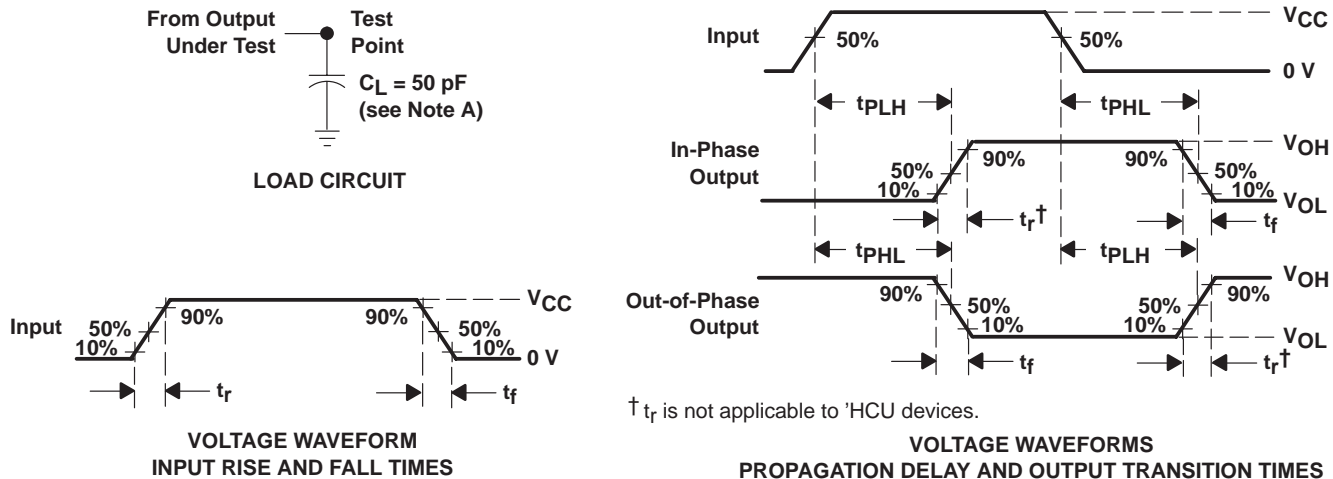 From Output
Under Test
Test
Point
CL = 50 pF
(see Note A)
LOAD CIRCUIT
Input
50%
10%
90%
90%
50%
10%
VCC
0 V
tr
tf
VOLTAGE WAVEFORM
INPUT RISE AND FALL TIMES
Input
50%
50%
VCC
0 V
tPLH
tPHL
In-Phase
Output
50%
10%
90%
90%
50%
10%
VOH
VOL
tr†
tf
tPHL
tPLH
Out-of-Phase
Output
90%
50%
10%
50%
10%
90%
VOH
VOL
tf
tr†
† tr is not applicable to ’HCU devices.
VOLTAGE WAVEFORMS
PROPAGATION DELAY AND OUTPUT TRANSITION TIMES